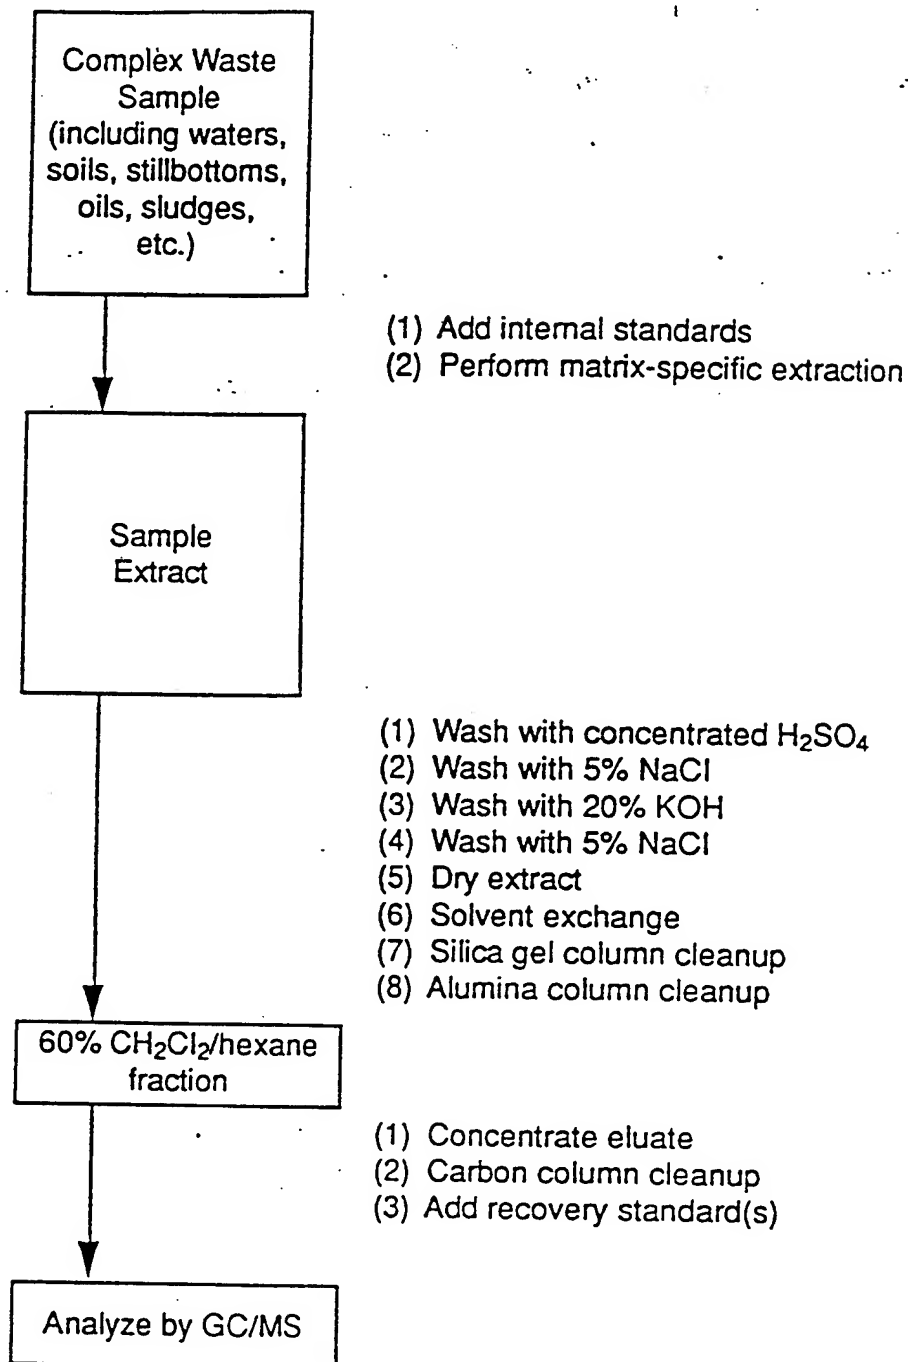 Complex Waste
Sample
(including waters,
soils, stillbottoms,
oils, sludges,
etc.)
(1) Add internal standards
(2) Perform matrix-specific extraction
Sample
Extract
(1) Wash with concentrated H₂SO₄
(2) Wash with 5% NaCl
(3) Wash with 20% KOH
(4) Wash with 5% NaCl
(5) Dry extract
(6) Solvent exchange
(7) Silica gel column cleanup
(8) Alumina column cleanup
60% CH₂Cl₂/hexane
fraction
(1) Concentrate eluate
(2) Carbon column cleanup
(3) Add recovery standard(s)
Analyze by GC/MS